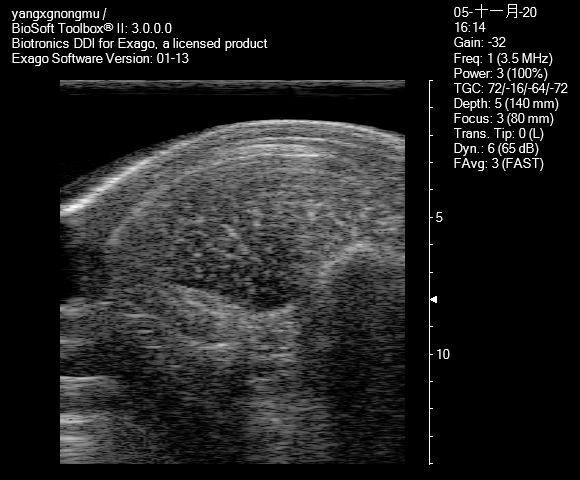 yangxgnongmu /
BioSoft Toolbox® II: 3.0.0.0
Biotronics DDI for Exago, a licensed product
Exago Software Version: 01-13
05-十一月-20
16:14
Gain: -32
Freq: 1 (3.5 MHz)
Power: 3 (100%)
TGC: 72/-16/-64/-72
Depth: 5 (140 mm)
Focus: 3 (80 mm)
Trans. Tip: 0 (L)
Dyn.: 6 (65 dB)
FAvg: 3 (FAST)
5
10